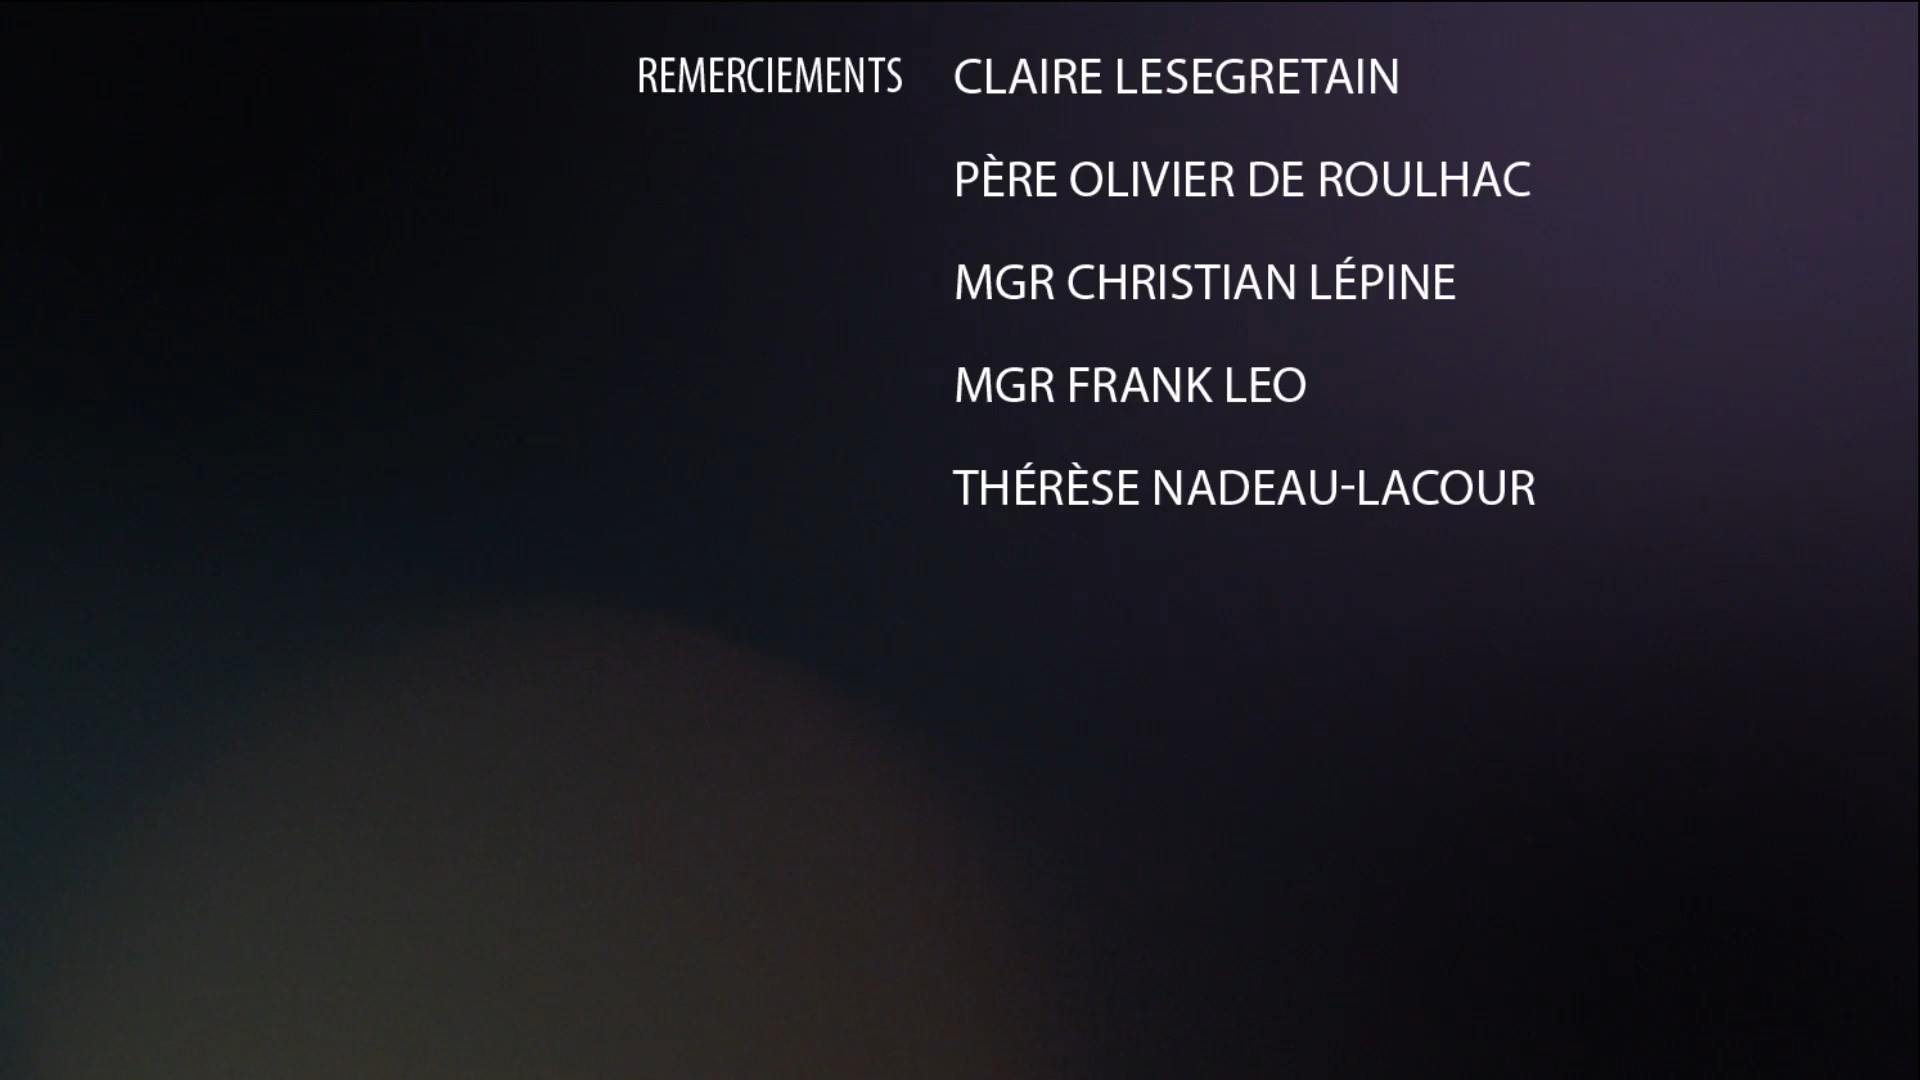 REMERCIEMENTS CLAIRE LESEGRETAIN
PÈRE OLIVIER DE ROULHAC
MGR CHRISTIAN LÉPINE
MGR FRANK LEO
THÉRÈSE NADEAU-LACOUR